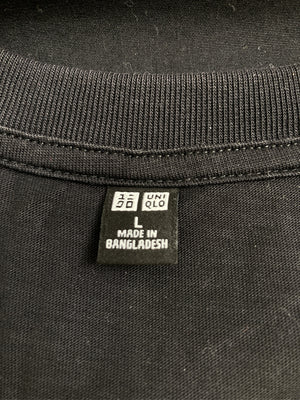 ユニ UNI
クロ QLO
L
MADE IN
BANGLADESH